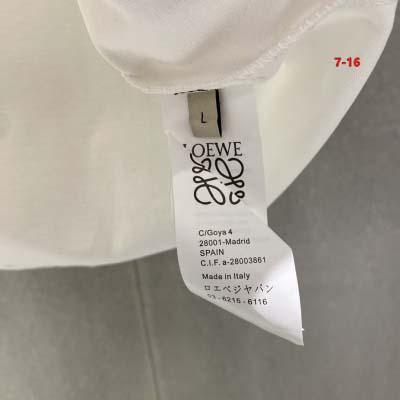 7-16
L
LOEWE
C/Goya 4
28001-Madrid
SPAIN
C.I.F. a-28003861
Made in Italy
ロエベジャパン
03-6215-6116